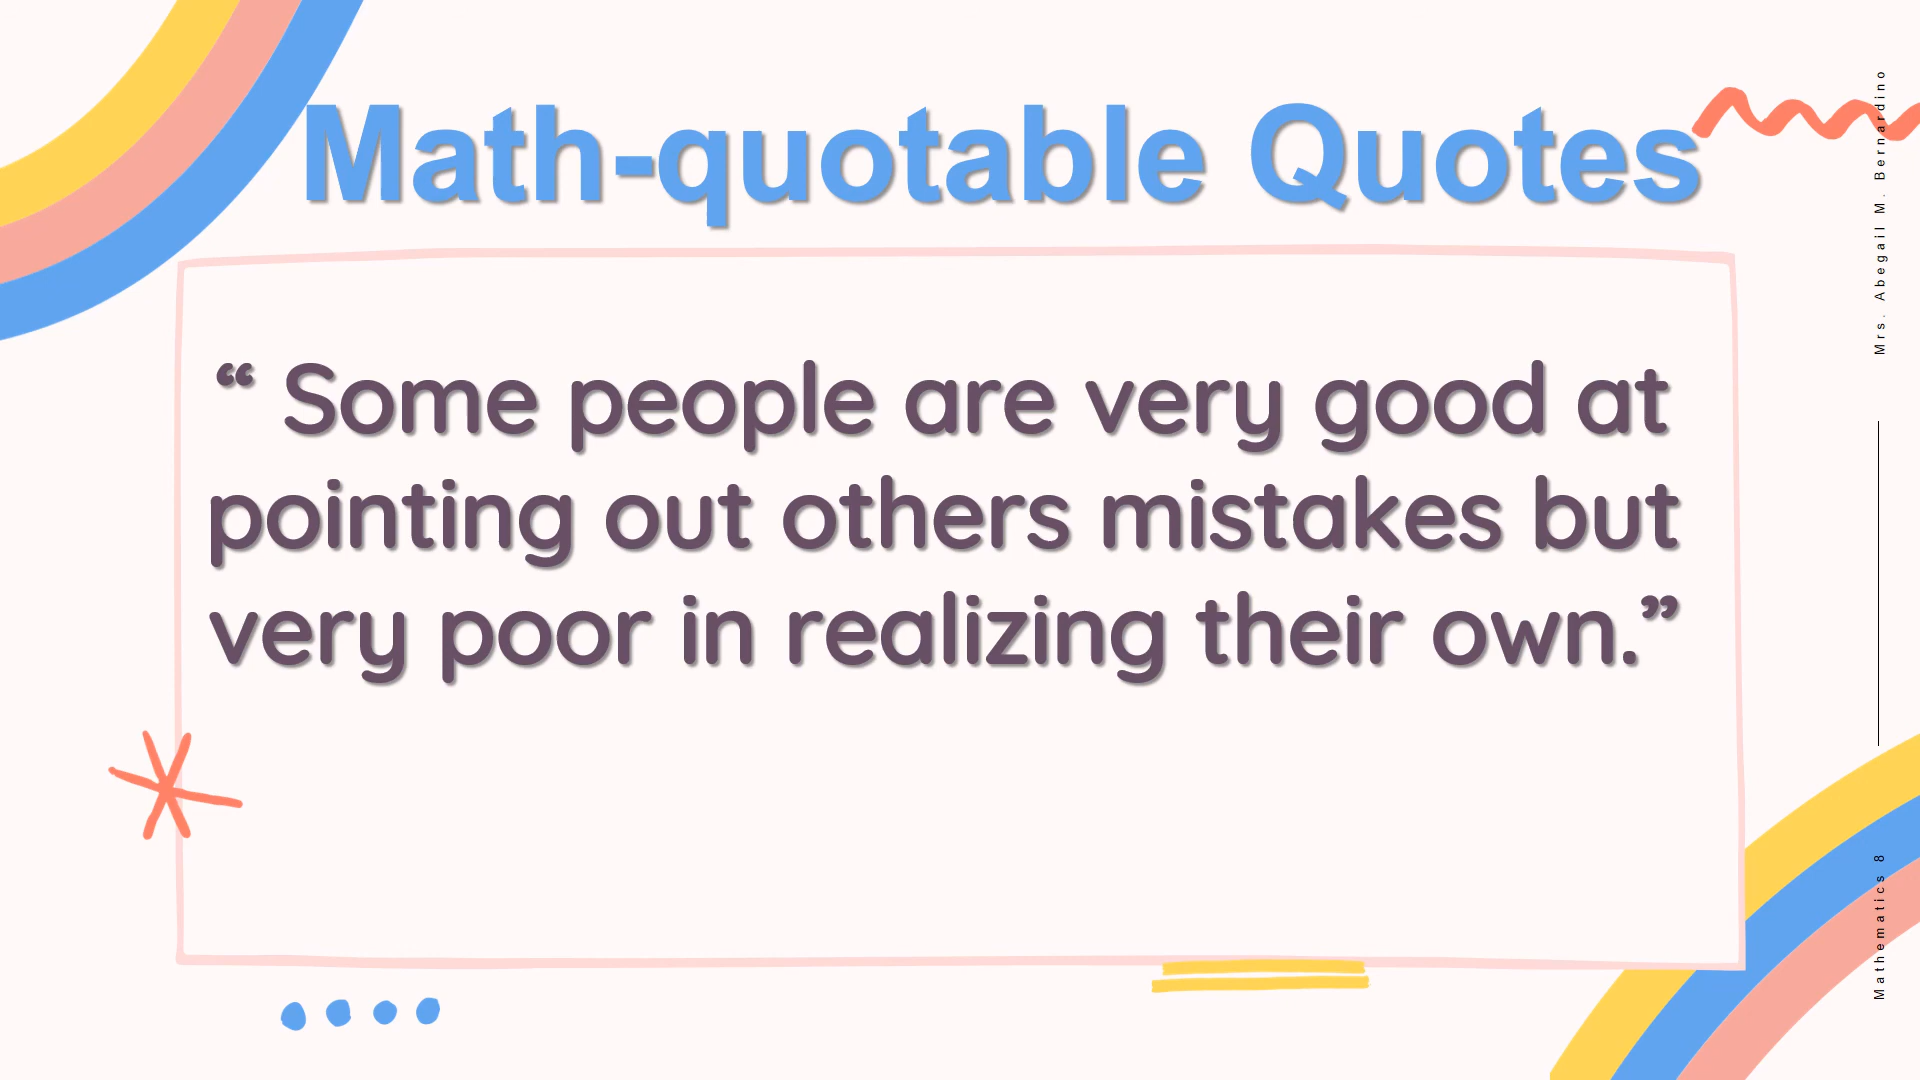 Math-quotable Quotes
“ Some people are very good at
pointing out others mistakes but
very poor in realizing their own.”
Mrs. Abegail M. Bernardino
Mathematics 8